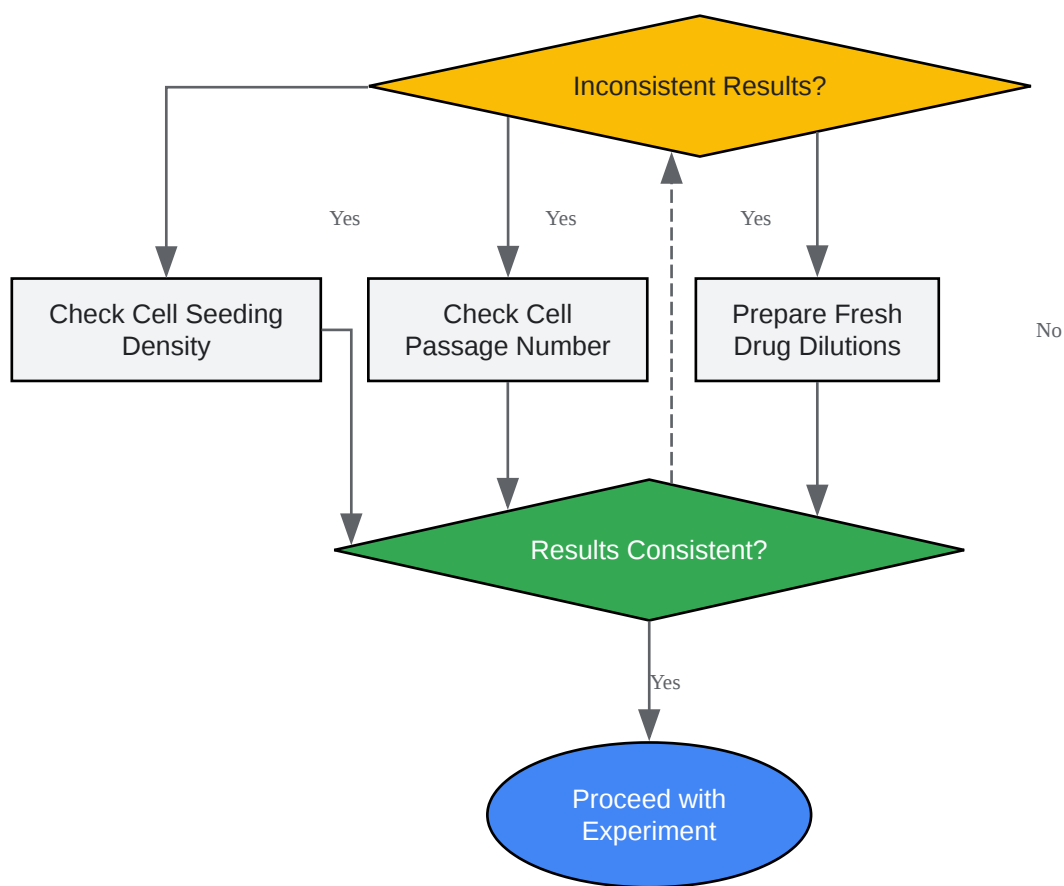 Inconsistent Results?
Yes
Yes
Yes
Check Cell Seeding
Density
Check Cell
Passage Number
Prepare Fresh
Drug Dilutions
No
Results Consistent?
Yes
Proceed with
Experiment